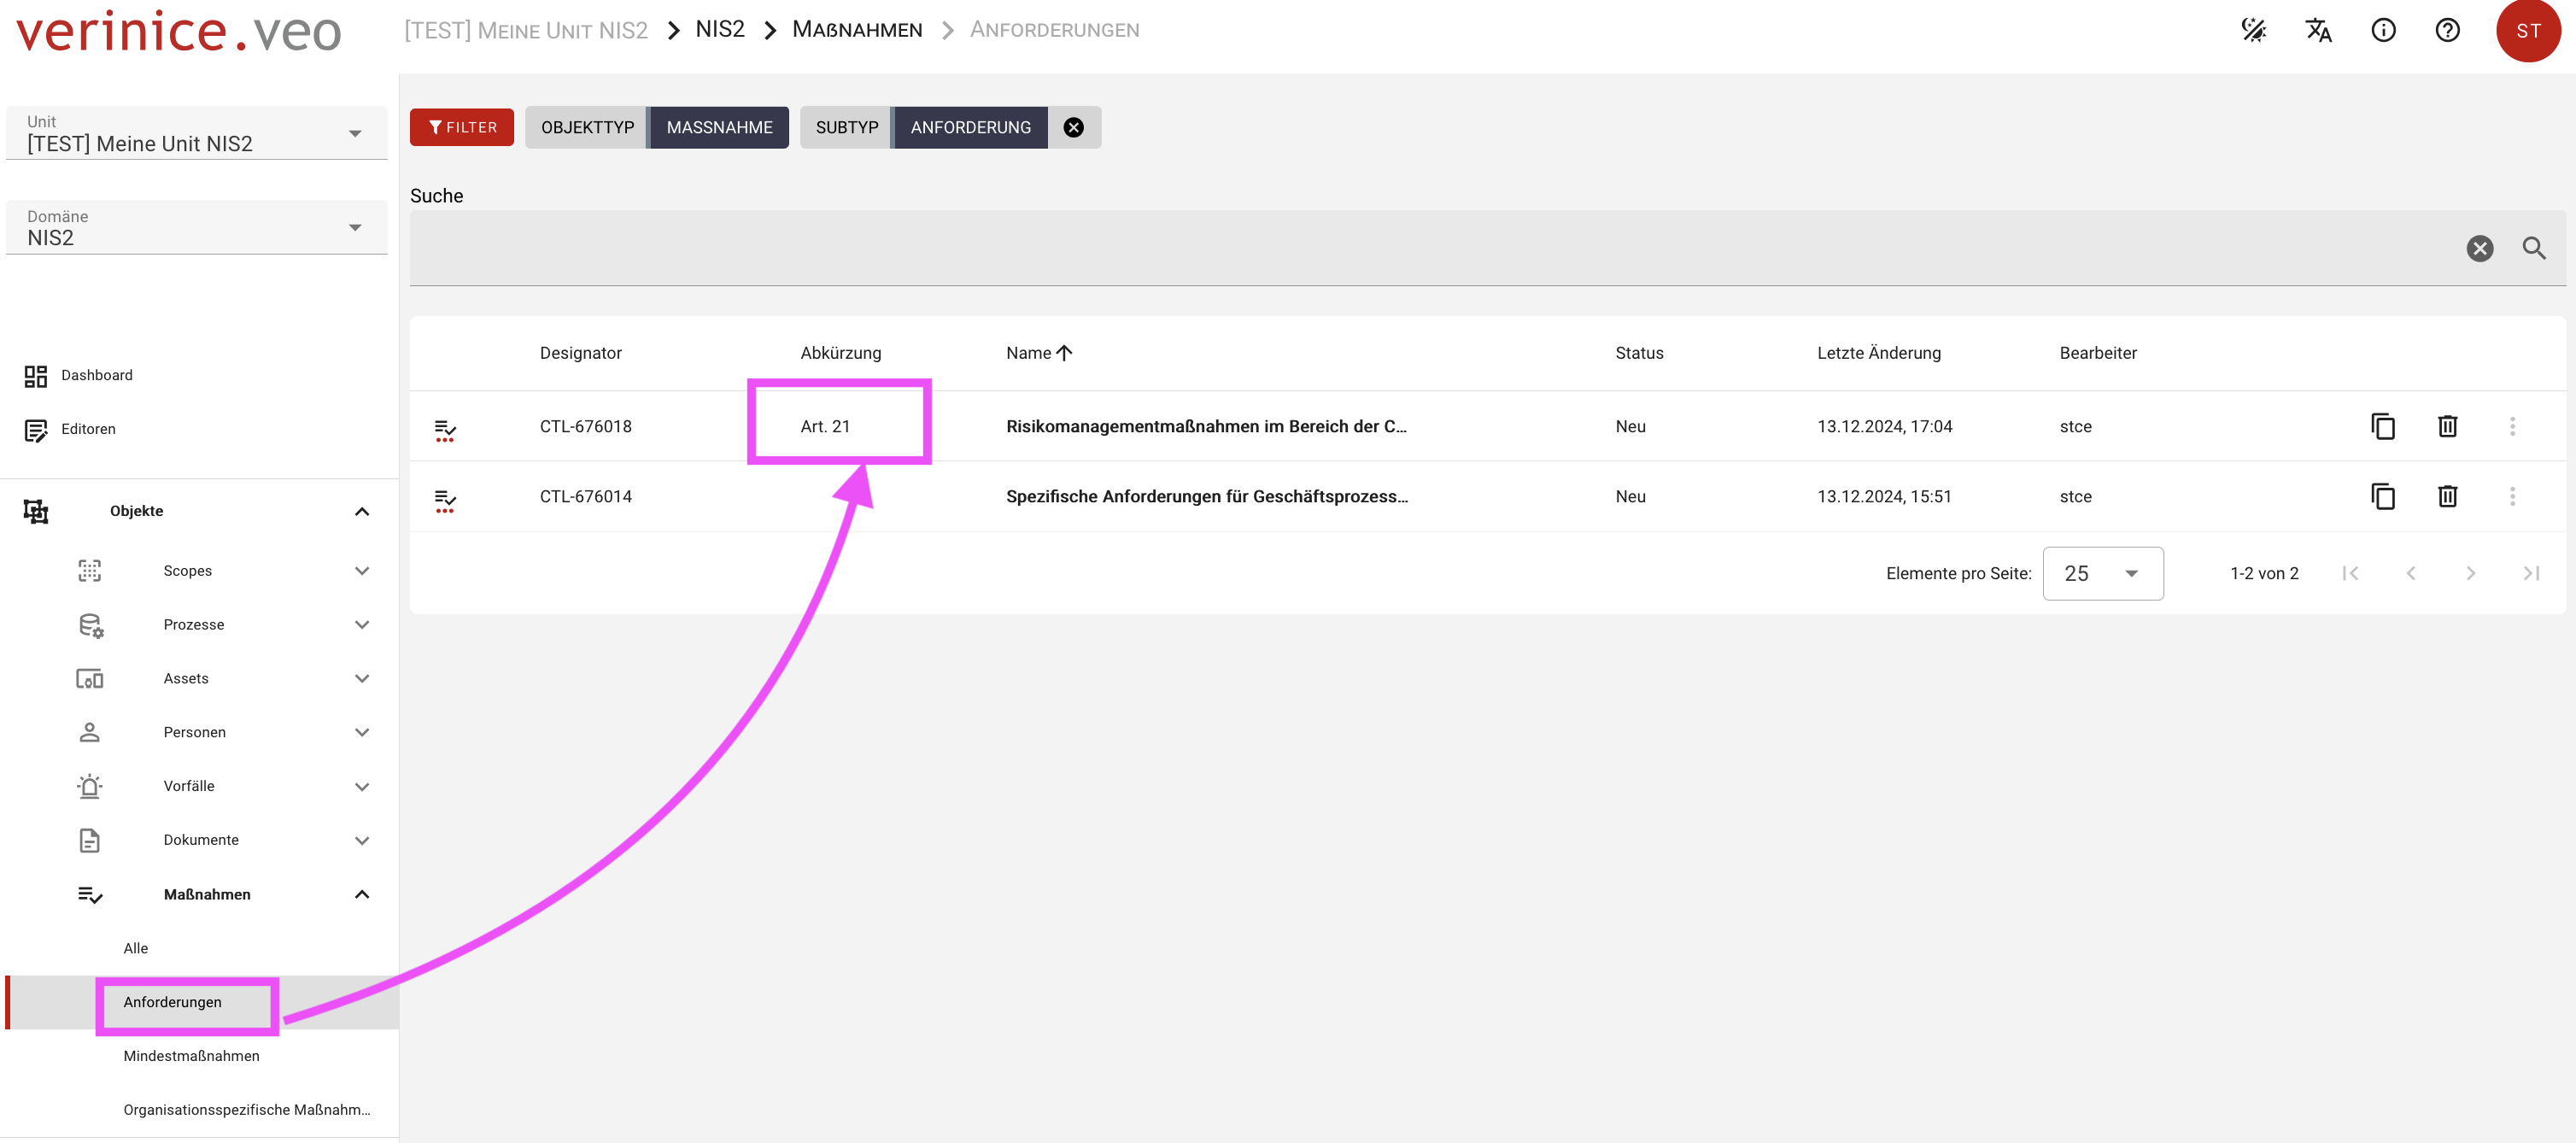 verinice.veo
[TEST] MEINE UNIT NIS2 > NIS2 > MAßNAHMEN > ANFORDERUNGEN
ST
Unit
[TEST] Meine Unit NIS2
Domäne
NIS2
Dashboard
Editoren
Objekte
Scopes
Prozesse
Assets
Personen
Vorfälle
Dokumente
Maßnahmen
Alle
Anforderungen
Mindestmaßnahmen
Organisationsspezifische Maßnahm...
FILTER OBJEKTTYP MASSNAHME SUBTYP ANFORDERUNG
Suche
Designator Abkürzung Name Status Letzte Änderung Bearbeiter
CTL-676018 Art. 21 Risikomanagementmaßnahmen im Bereich der C... Neu 13.12.2024, 17:04 stce
CTL-676014 Spezifische Anforderungen für Geschäftsprozess... Neu 13.12.2024, 15:51 stce
Elemente pro Seite: 25 1-2 von 2